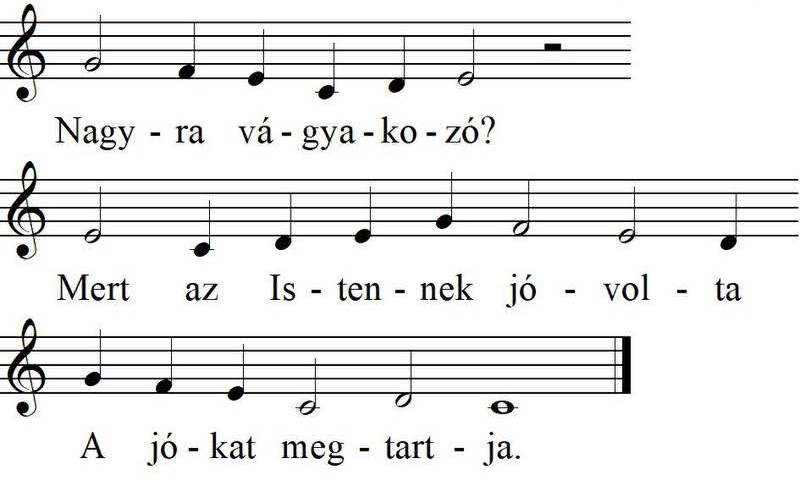 Nagy - ra vá - gya - ko - zó?
Mert az Is - ten - nek jó - vol - ta
A jó - kat meg - tart - ja.